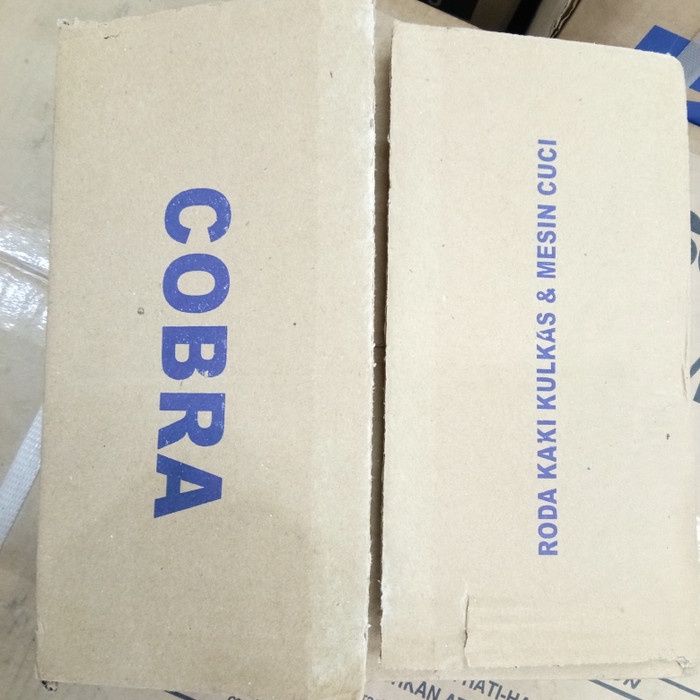 COBRA
RODA KAKI KULKAS & MESIN CUCI